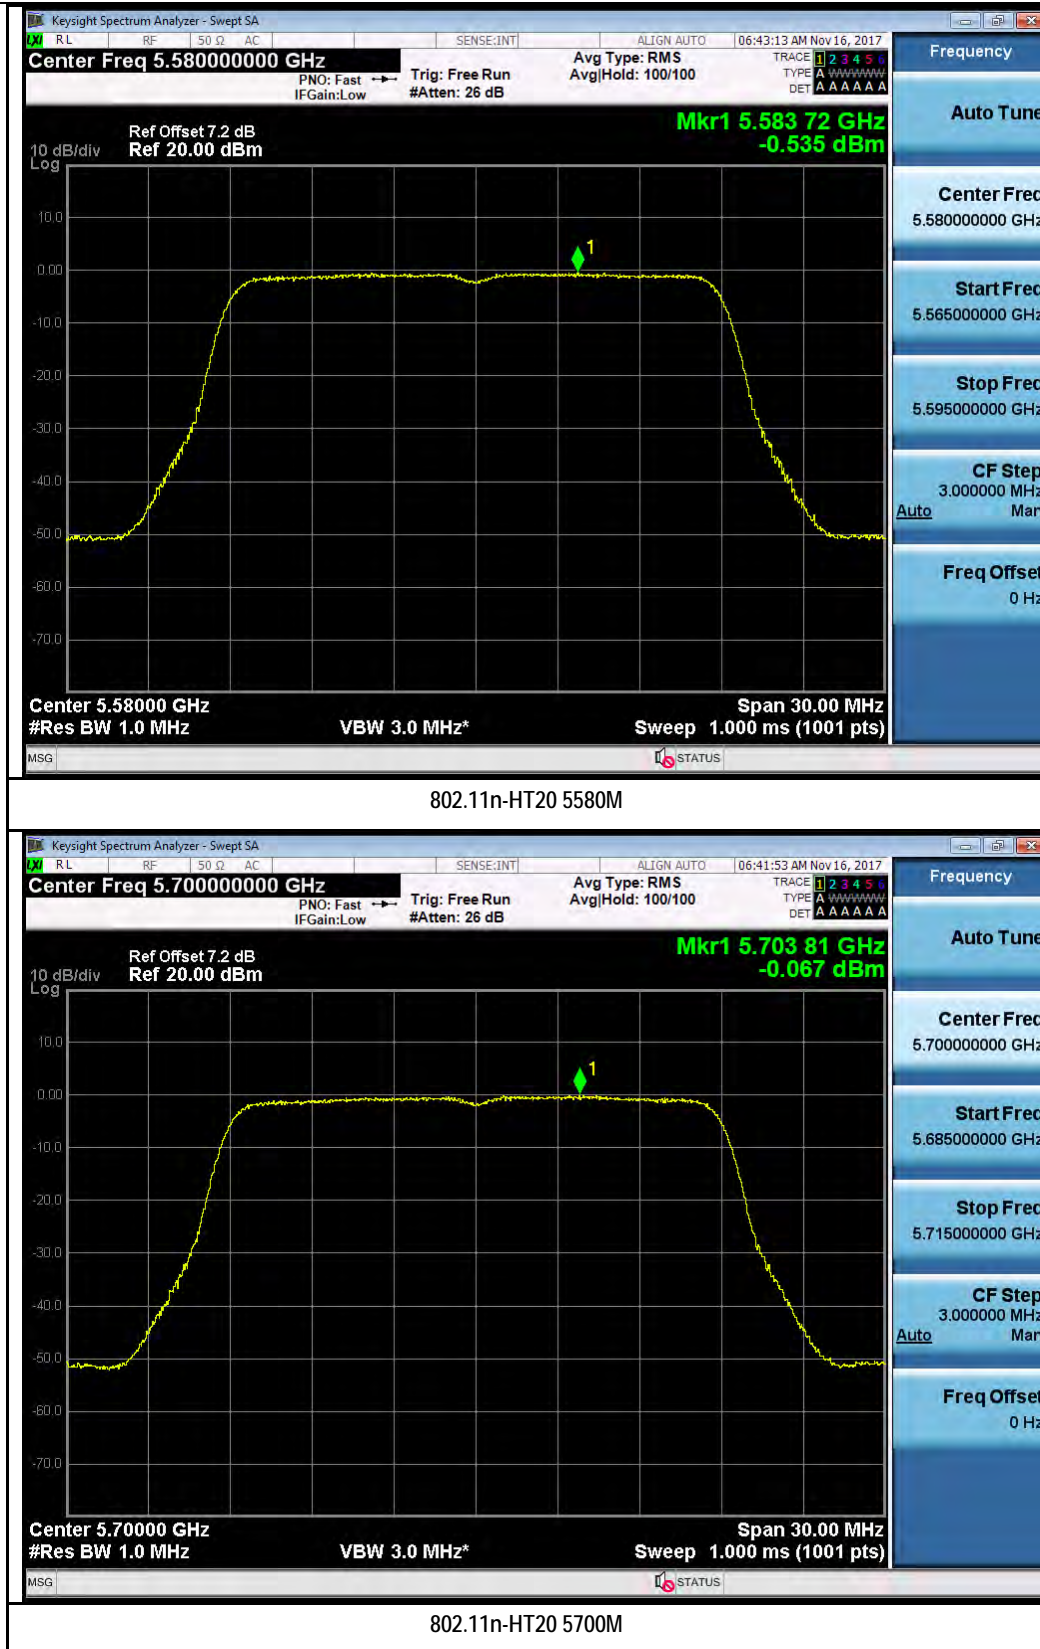 Keysight Spectrum Analyzer - Swept SA
LXI RL RF 50 Ω AC SENSE:INT ALIGN AUTO 06:43:13 AM Nov 16, 2017
Center Freq 5.580000000 GHz
PNO: Fast
IFGain:Low
Trig: Free Run
#Atten: 26 dB
Avg Type: RMS
Avg|Hold: 100/100
TRACE 1 2 3 4 5 6
TYPE A WWWWW
DET A A A A A A
Frequency
Mkr1 5.583 72 GHz
-0.535 dBm
Ref Offset 7.2 dB
10 dB/div Ref 20.00 dBm
Log
10.0
0.00
-10.0
-20.0
-30.0
-40.0
-50.0
-60.0
-70.0
1
Center 5.58000 GHz Span 30.00 MHz
#Res BW 1.0 MHz VBW 3.0 MHz* Sweep 1.000 ms (1001 pts)
MSG STATUS
Auto Tune
Center Freq
5.580000000 GHz
Start Freq
5.565000000 GHz
Stop Freq
5.595000000 GHz
CF Step
3.000000 MHz
Auto Man
Freq Offset
0 Hz
802.11n-HT20 5580M
Keysight Spectrum Analyzer - Swept SA
LXI RL RF 50 Ω AC SENSE:INT ALIGN AUTO 06:41:53 AM Nov 16, 2017
Center Freq 5.700000000 GHz
PNO: Fast
IFGain:Low
Trig: Free Run
#Atten: 26 dB
Avg Type: RMS
Avg|Hold: 100/100
TRACE 1 2 3 4 5 6
TYPE A WWWWW
DET A A A A A A
Frequency
Mkr1 5.703 81 GHz
-0.067 dBm
Ref Offset 7.2 dB
10 dB/div Ref 20.00 dBm
Log
10.0
0.00
-10.0
-20.0
-30.0
-40.0
-50.0
-60.0
-70.0
1
Center 5.70000 GHz Span 30.00 MHz
#Res BW 1.0 MHz VBW 3.0 MHz* Sweep 1.000 ms (1001 pts)
MSG STATUS
Auto Tune
Center Freq
5.700000000 GHz
Start Freq
5.685000000 GHz
Stop Freq
5.715000000 GHz
CF Step
3.000000 MHz
Auto Man
Freq Offset
0 Hz
802.11n-HT20 5700M